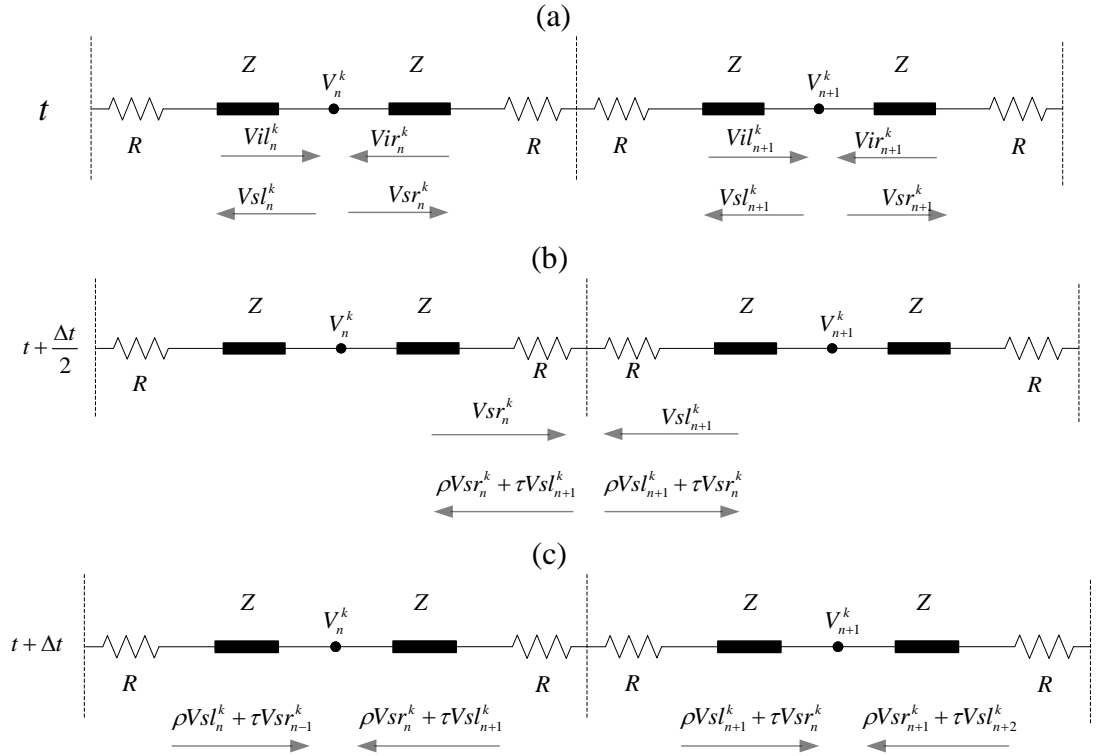 (a)
Z Z Z Z
V_n^k V_{n+1}^k
t
R R R R
Vil_n^k Vir_n^k Vil_{n+1}^k Vir_{n+1}^k
Vsl_n^k Vsr_n^k Vsl_{n+1}^k Vsr_{n+1}^k
(b)
Z Z Z Z
V_n^k V_{n+1}^k
t + Δt/2
R R R R
Vsr_n^k Vsl_{n+1}^k
ρVsr_n^k + τVsl_{n+1}^k ρVsl_{n+1}^k + τVsr_n^k
(c)
Z Z Z Z
V_n^k V_{n+1}^k
t + Δt
R R R R
ρVsl_n^k + τVsr_{n-1}^k ρVsr_n^k + τVsl_{n+1}^k ρVsl_{n+1}^k + τVsr_n^k ρVsr_{n+1}^k + τVsl_{n+2}^k